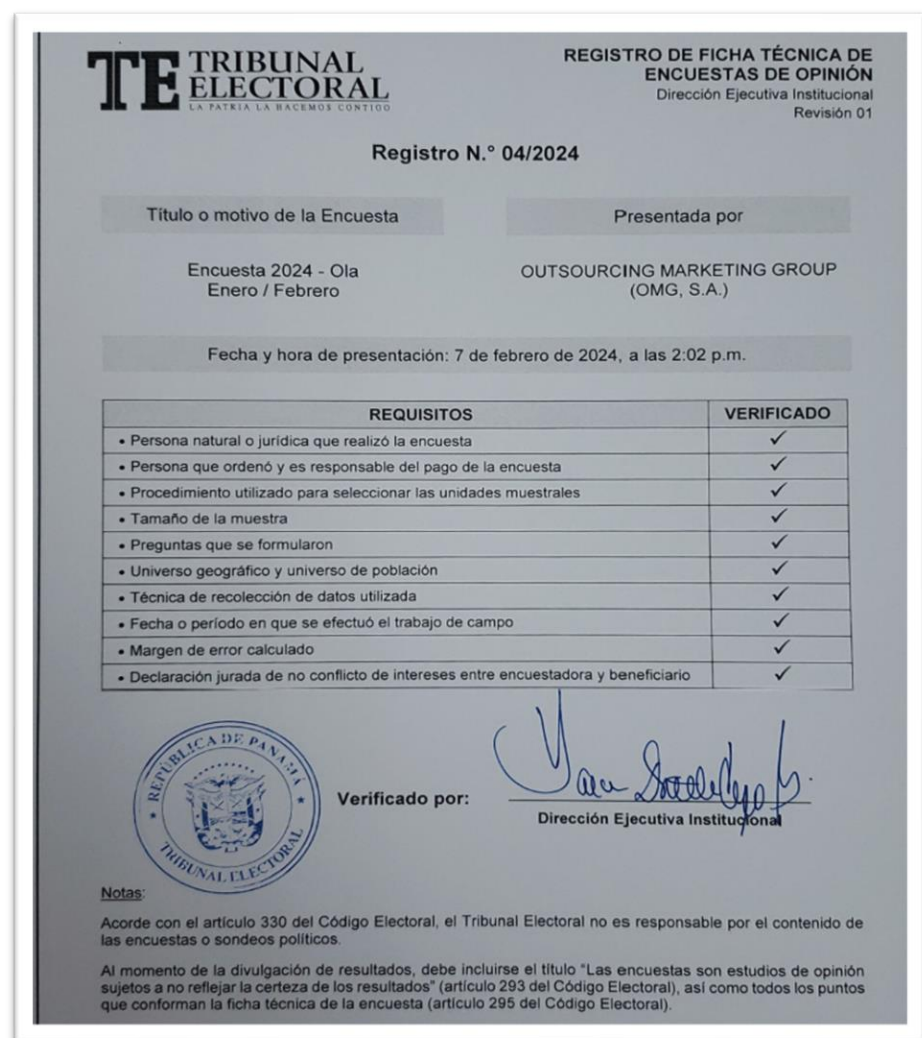 TE TRIBUNAL
ELECTORAL
LA PATRIA LA HACEMOS CONTIGO
REGISTRO DE FICHA TÉCNICA DE
ENCUESTAS DE OPINIÓN
Dirección Ejecutiva Institucional
Revisión 01
Registro N.° 04/2024
Título o motivo de la Encuesta
Presentada por
Encuesta 2024 - Ola
Enero / Febrero
OUTSOURCING MARKETING GROUP
(OMG, S.A.)
Fecha y hora de presentación: 7 de febrero de 2024, a las 2:02 p.m.
REQUISITOS VERIFICADO
• Persona natural o jurídica que realizó la encuesta ✓
• Persona que ordenó y es responsable del pago de la encuesta ✓
• Procedimiento utilizado para seleccionar las unidades muestrales ✓
• Tamaño de la muestra ✓
• Preguntas que se formularon ✓
• Universo geográfico y universo de población ✓
• Técnica de recolección de datos utilizada ✓
• Fecha o período en que se efectuó el trabajo de campo ✓
• Margen de error calculado ✓
• Declaración jurada de no conflicto de intereses entre encuestadora y beneficiario ✓
REPÚBLICA DE PANAMÁ
TRIBUNAL ELECTORAL
Verificado por:
Dirección Ejecutiva Institucional
Notas:
Acorde con el artículo 330 del Código Electoral, el Tribunal Electoral no es responsable por el contenido de
las encuestas o sondeos políticos.
Al momento de la divulgación de resultados, debe incluirse el título "Las encuestas son estudios de opinión
sujetos a no reflejar la certeza de los resultados" (artículo 293 del Código Electoral), así como todos los puntos
que conforman la ficha técnica de la encuesta (artículo 295 del Código Electoral).